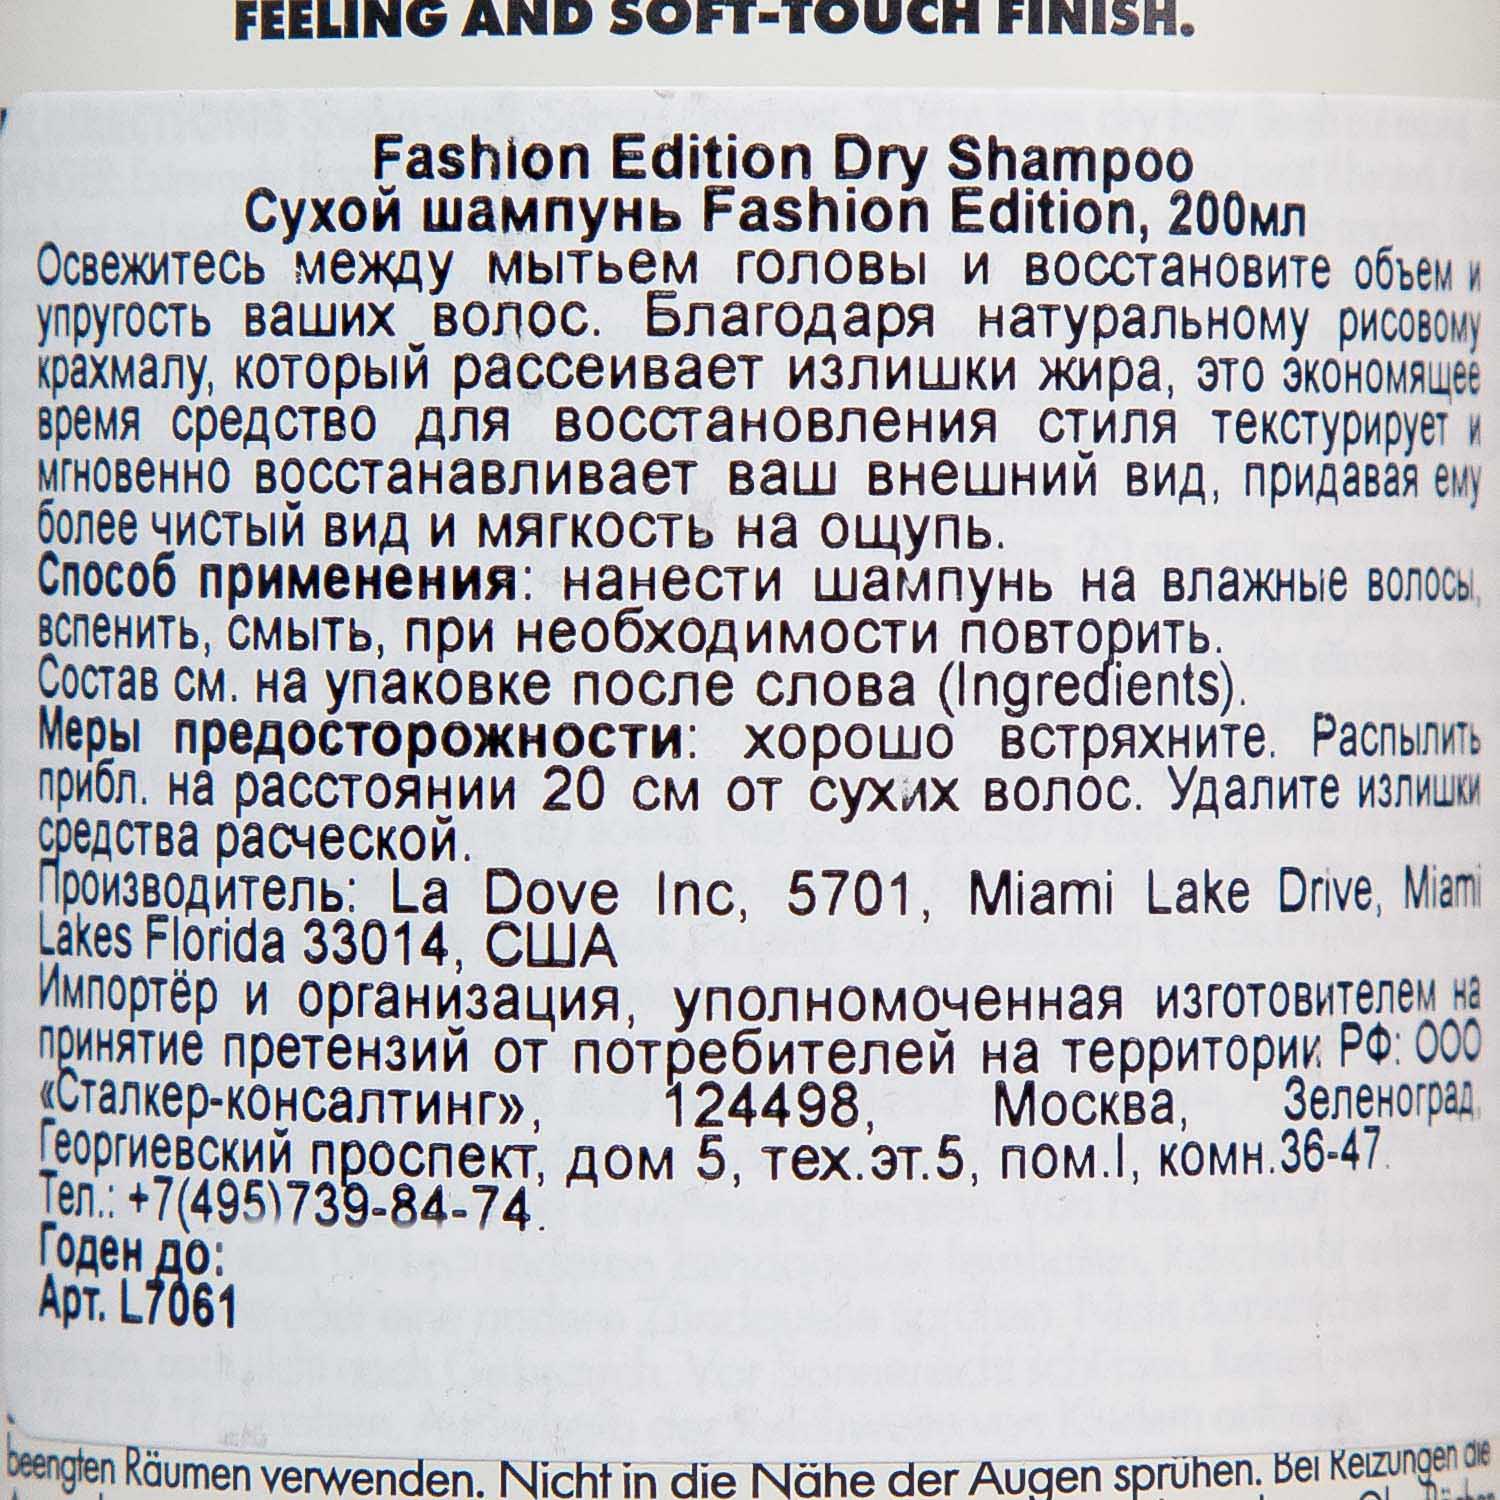 FEELING AND SOFT-TOUCH FINISH.
Fashion Edition Dry Shampoo
Сухой шампунь Fashion Edition, 200мл
Освежитесь между мытьем головы и восстановите объем и
упругость ваших волос. Благодаря натуральному рисовому
крахмалу, который рассеивает излишки жира, это экономящее
время средство для восстановления стиля текстурирует и
мгновенно восстанавливает ваш внешний вид, придавая ему
более чистый вид и мягкость на ощупь.
Способ применения: нанести шампунь на влажные волосы,
вспенить, смыть, при необходимости повторить.
Состав см. на упаковке после слова (Ingredients).
Меры предосторожности: хорошо встряхните. Распылить
прибл. на расстоянии 20 см от сухих волос. Удалите излишки
средства расческой.
Производитель: La Dove Inc, 5701, Miami Lake Drive, Miami
Lakes Florida 33014, США
Импортёр и организация, уполномоченная изготовителем на
принятие претензий от потребителей на территории РФ: ООО
«Сталкер-консалтинг», 124498, Москва, Зеленоград,
Георгиевский проспект, дом 5, тех.эт.5, пом.I, комн.36-47.
Тел.: +7(495)739-84-74.
Годен до:
Арт. L7061
beengten Räumen verwenden. Nicht in die Nähe der Augen sprühen. Bei Reizungen die